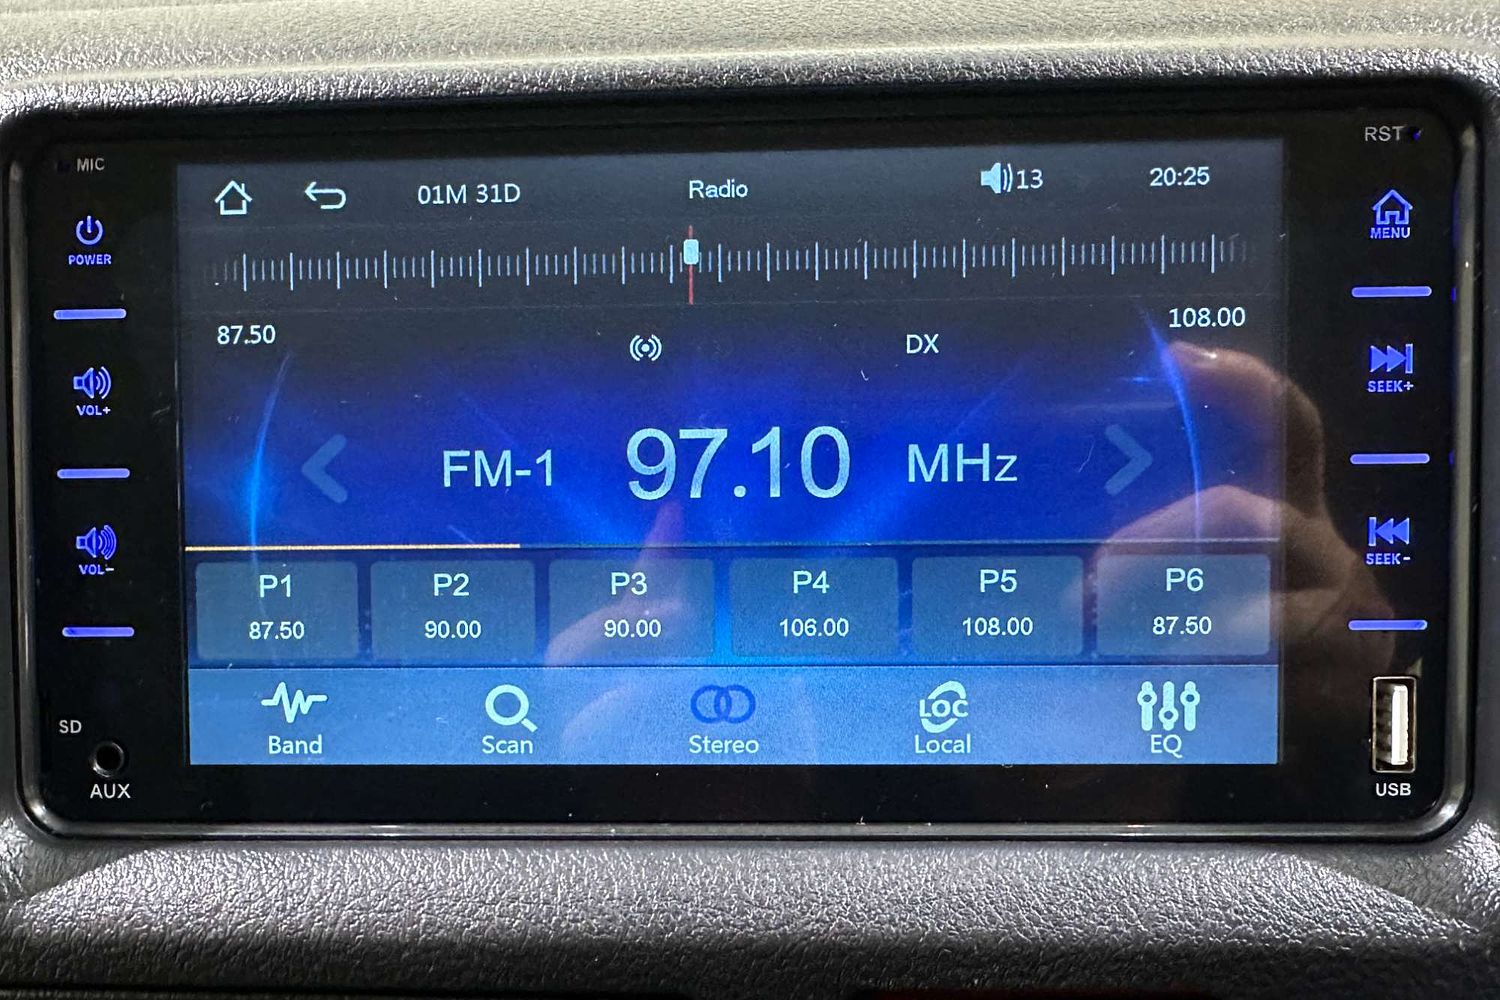 MIC
RST
01M 31D
Radio
13
20:25
POWER
MENU
87.50
108.00
DX
VOL+
SEEK+
FM-1 97.10 MHz
VOL-
SEEK-
P1 P2 P3 P4 P5 P6
87.50 90.00 90.00 106.00 108.00 87.50
LOC
Band Scan Stereo Local EQ
SD
AUX
USB